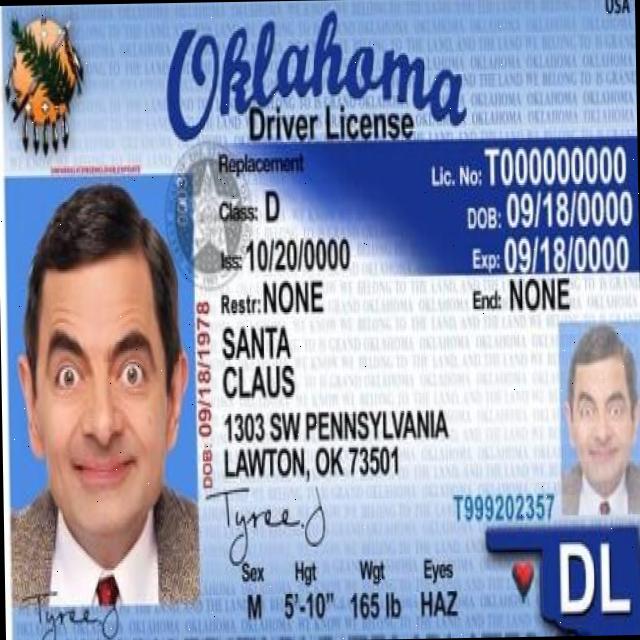 USA
Oklahoma
Driver License
Replacement
Lic. No: T000000000
Class: D
DOB: 09/18/0000
Iss: 10/20/0000
Exp: 09/18/0000
Restr: NONE
End: NONE
DOB: 09/18/1978
SANTA
CLAUS
1303 SW PENNSYLVANIA
LAWTON, OK 73501
T999202357
Tyree. J
Sex Hgt Wgt Eyes
M 5'-10" 165 lb HAZ
DL
Tyree J